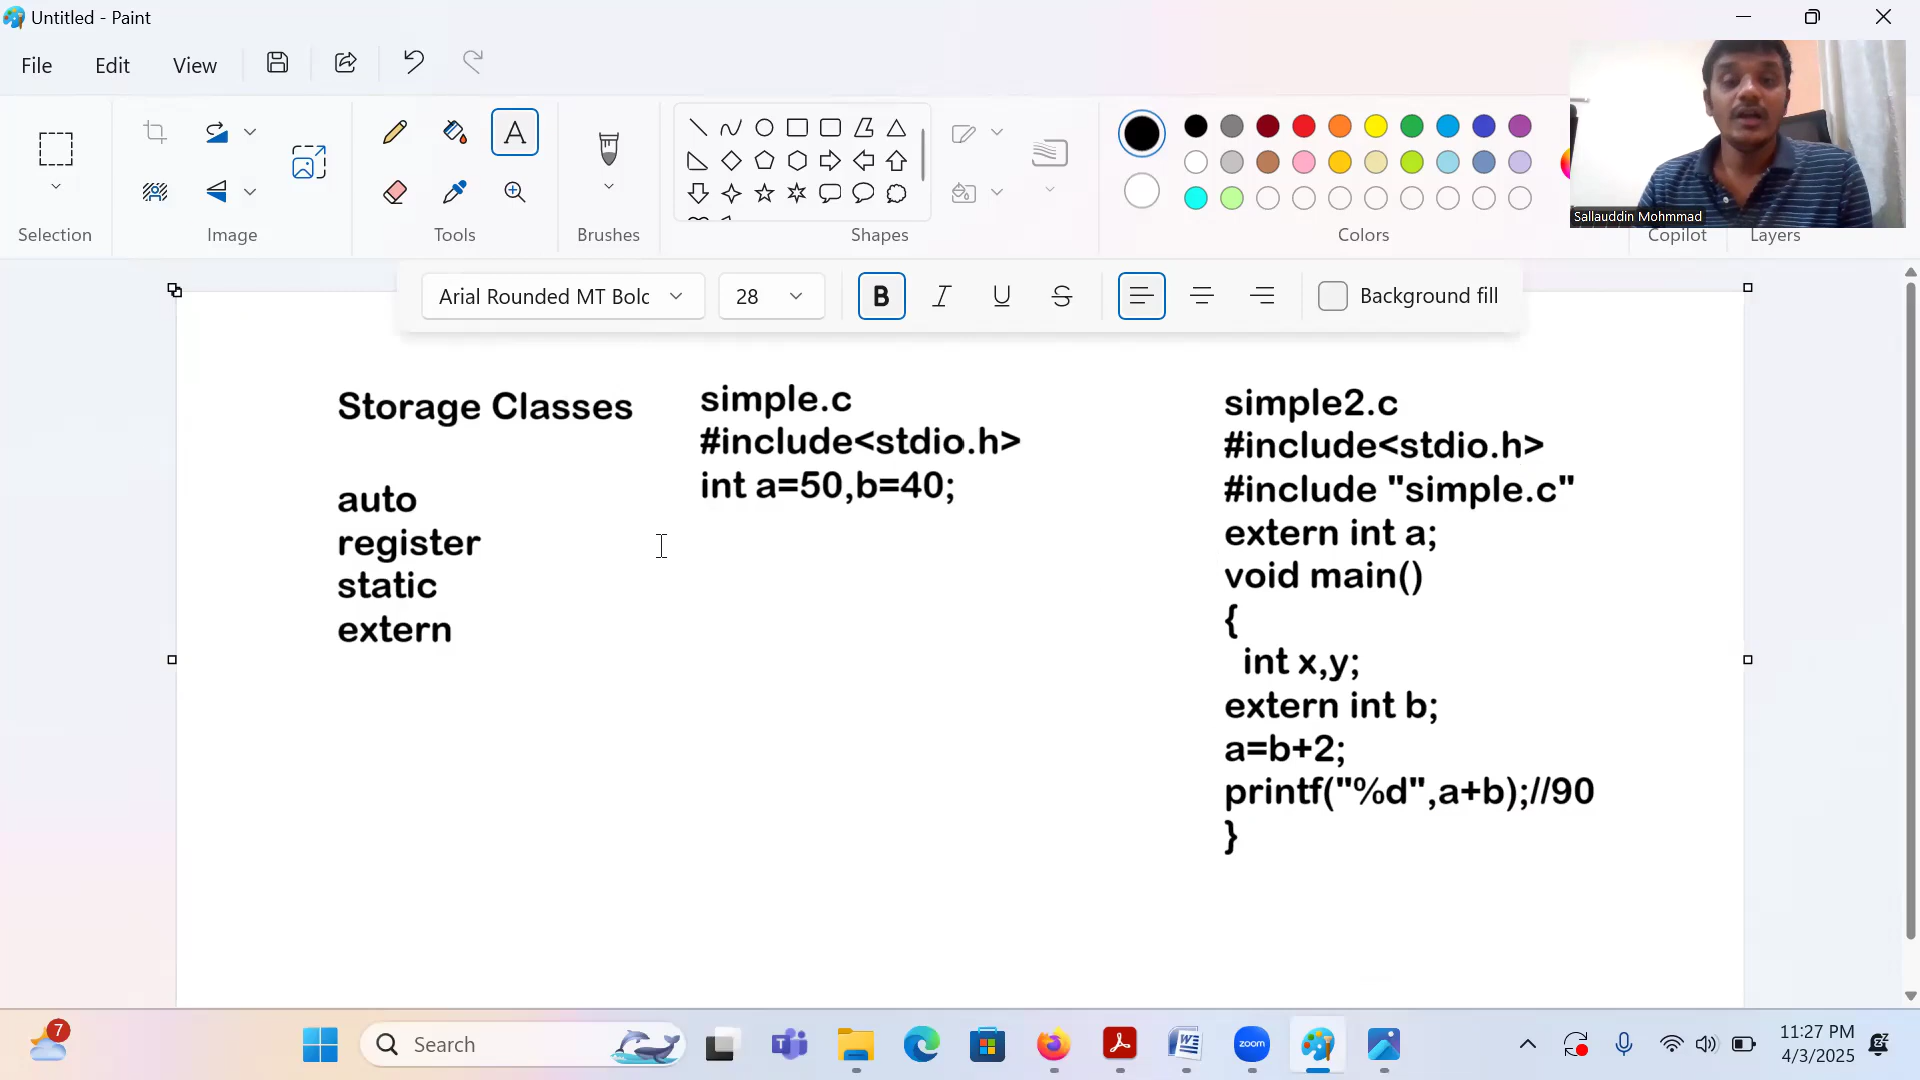 Untitled - Paint
File
Edit
View
Selection
Image
Tools
Brushes
Shapes
Colors
Copilot
Layers
Sallauddin Mohmmad
Arial Rounded MT Bolc
28
B
Background fill
Storage Classes
auto
register
static
extern
simple.c
#include<stdio.h>
int a=50,b=40;
simple2.c
#include<stdio.h>
#include "simple.c"
extern int a;
void main()
{
int x,y;
extern int b;
a=b+2;
printf("%d",a+b);//90
}
7
Search
zoom
11:27 PM
4/3/2025